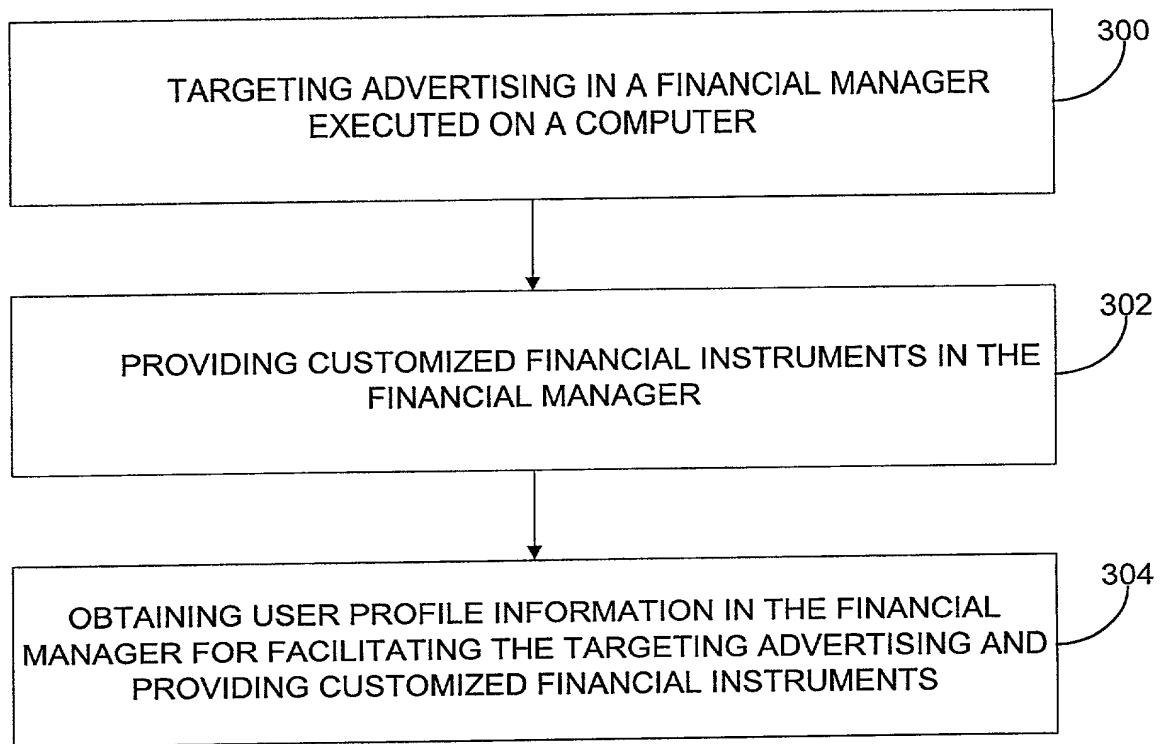 300
TARGETING ADVERTISING IN A FINANCIAL MANAGER
EXECUTED ON A COMPUTER
302
PROVIDING CUSTOMIZED FINANCIAL INSTRUMENTS IN THE
FINANCIAL MANAGER
304
OBTAINING USER PROFILE INFORMATION IN THE FINANCIAL
MANAGER FOR FACILITATING THE TARGETING ADVERTISING AND
PROVIDING CUSTOMIZED FINANCIAL INSTRUMENTS